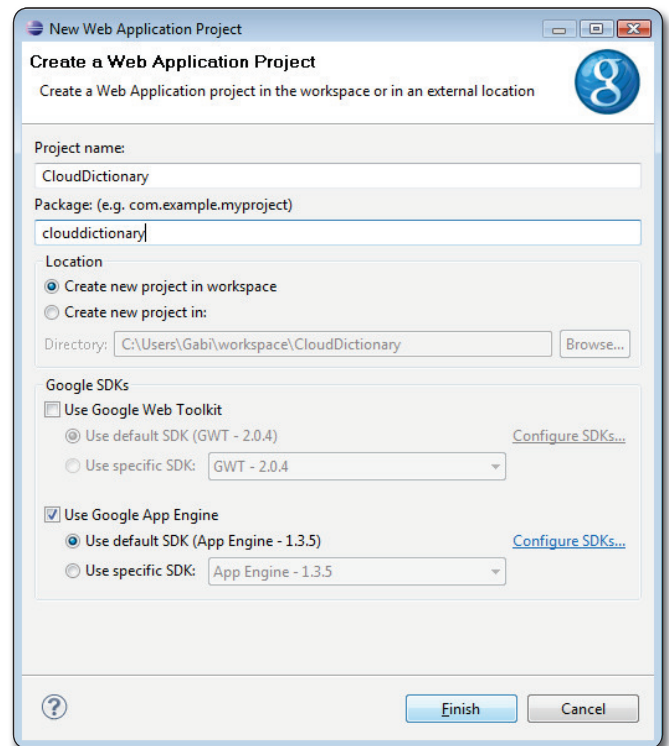 New Web Application Project
Create a Web Application Project
Create a Web Application project in the workspace or in an external location
g
Project name:
CloudDictionary
Package: (e.g. com.example.myproject)
clouddictionary
Location
Create new project in workspace
Create new project in:
Directory: C:\Users\Gabi\workspace\CloudDictionary Browse...
Google SDKs
Use Google Web Toolkit
Use default SDK (GWT - 2.0.4) Configure SDKs...
Use specific SDK: GWT - 2.0.4
Use Google App Engine
Use default SDK (App Engine - 1.3.5) Configure SDKs...
Use specific SDK: App Engine - 1.3.5
? Finish Cancel